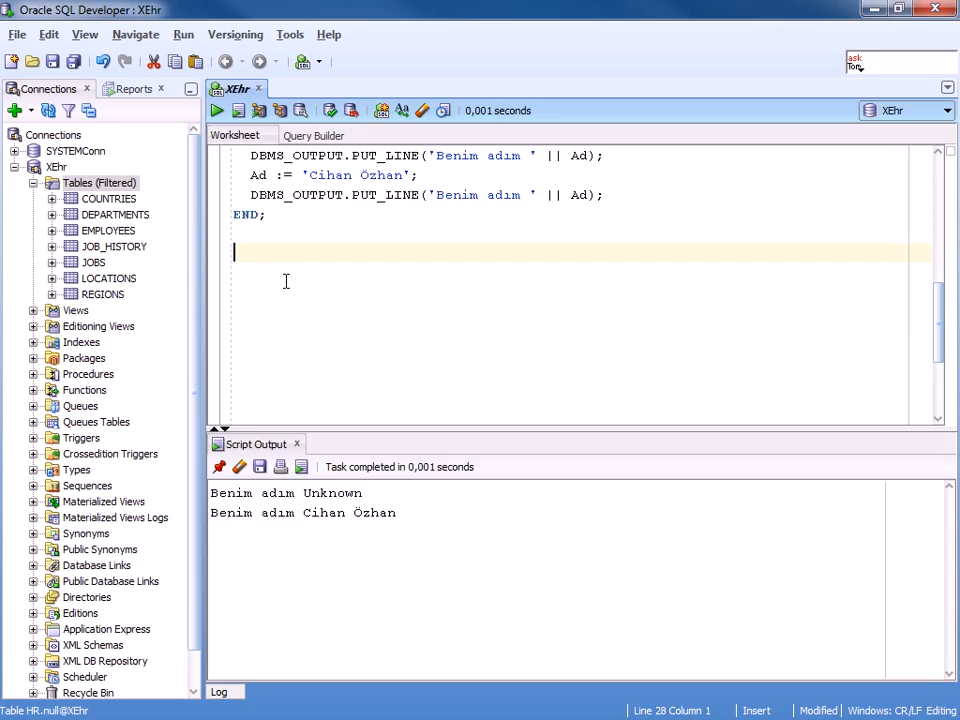 Oracle SQL Developer : XEhr
File Edit View Navigate Run Versioning Tools Help
ask
Tom
Connections
Reports
XEhr
0,001 seconds
XEhr
Worksheet
Query Builder
Connections
SYSTEMConn
XEhr
Tables (Filtered)
COUNTRIES
DEPARTMENTS
EMPLOYEES
JOB_HISTORY
JOBS
LOCATIONS
REGIONS
Views
Editioning Views
Indexes
Packages
Procedures
Functions
Queues
Queues Tables
Triggers
Crossedition Triggers
Types
Sequences
Materialized Views
Materialized Views Logs
Synonyms
Public Synonyms
Database Links
Public Database Links
Directories
Editions
Application Express
XML Schemas
XML DB Repository
Scheduler
Recycle Bin
DBMS_OUTPUT.PUT_LINE('Benim adım ' || Ad);
Ad := 'Cihan Özhan';
DBMS_OUTPUT.PUT_LINE('Benim adım ' || Ad);
END;
Script Output
Task completed in 0,001 seconds
Benim adım Unknown
Benim adım Cihan Özhan
Log
Table HR.null@XEhr
Line 28 Column 1
Insert
Modified
Windows: CR/LF Editing